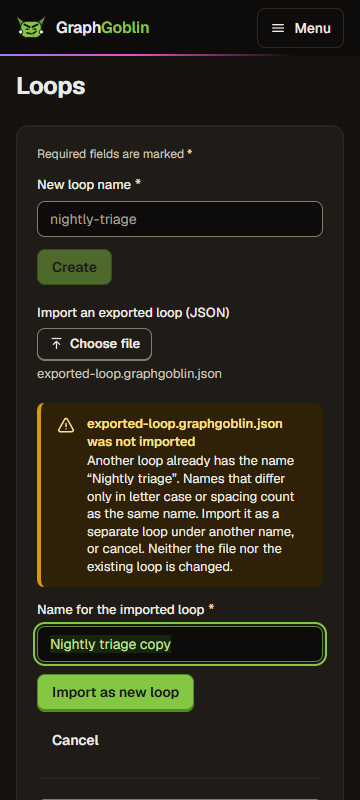 GraphGoblin
Menu
Loops
Required fields are marked *
New loop name *
nightly-triage
Create
Import an exported loop (JSON)
Choose file
exported-loop.graphgoblin.json
exported-loop.graphgoblin.json
was not imported
Another loop already has the name
“Nightly triage”. Names that differ
only in letter case or spacing count
as the same name. Import it as a
separate loop under another name,
or cancel. Neither the file nor the
existing loop is changed.
Name for the imported loop *
Nightly triage copy
Import as new loop
Cancel